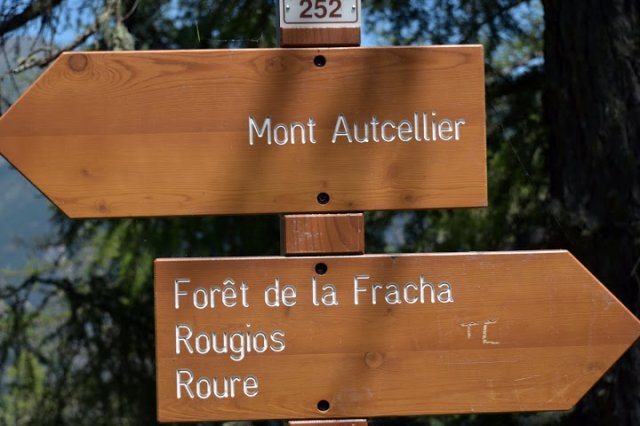 252
Mont Autcellier
Forêt de la Fracha
Rougios
TC
Roure